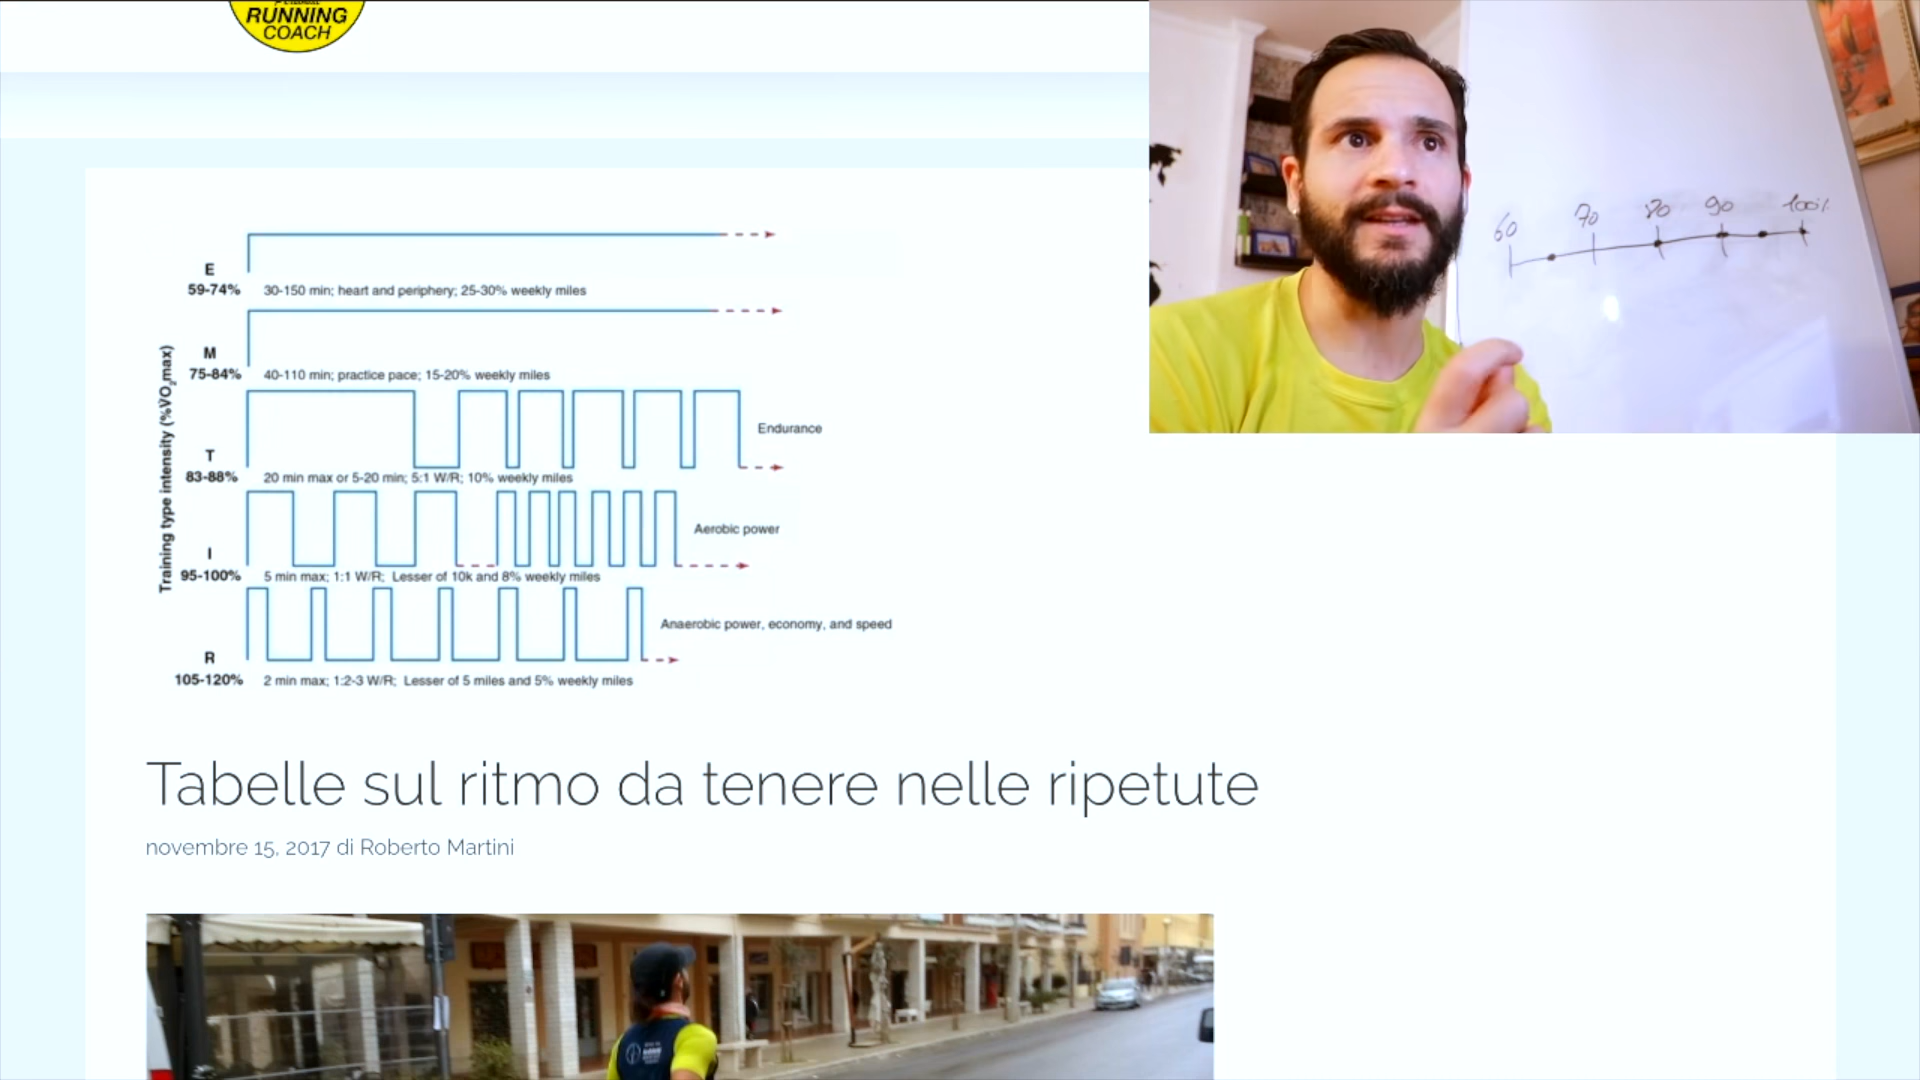 RUNNING
COACH
E
59-74%
30-150 min; heart and periphery; 25-30% weekly miles
M
75-84%
40-110 min; practice pace; 15-20% weekly miles
Endurance
T
83-88%
20 min max or 5-20 min; 5:1 W/R; 10% weekly miles
Aerobic power
I
95-100%
5 min max; 1:1 W/R; Lesser of 10k and 8% weekly miles
Anaerobic power, economy, and speed
R
105-120%
2 min max; 1:2-3 W/R; Lesser of 5 miles and 5% weekly miles
Training type intensity (%V̇O2max)
60 70 80 90 100%
Tabelle sul ritmo da tenere nelle ripetute
novembre 15, 2017 di Roberto Martini